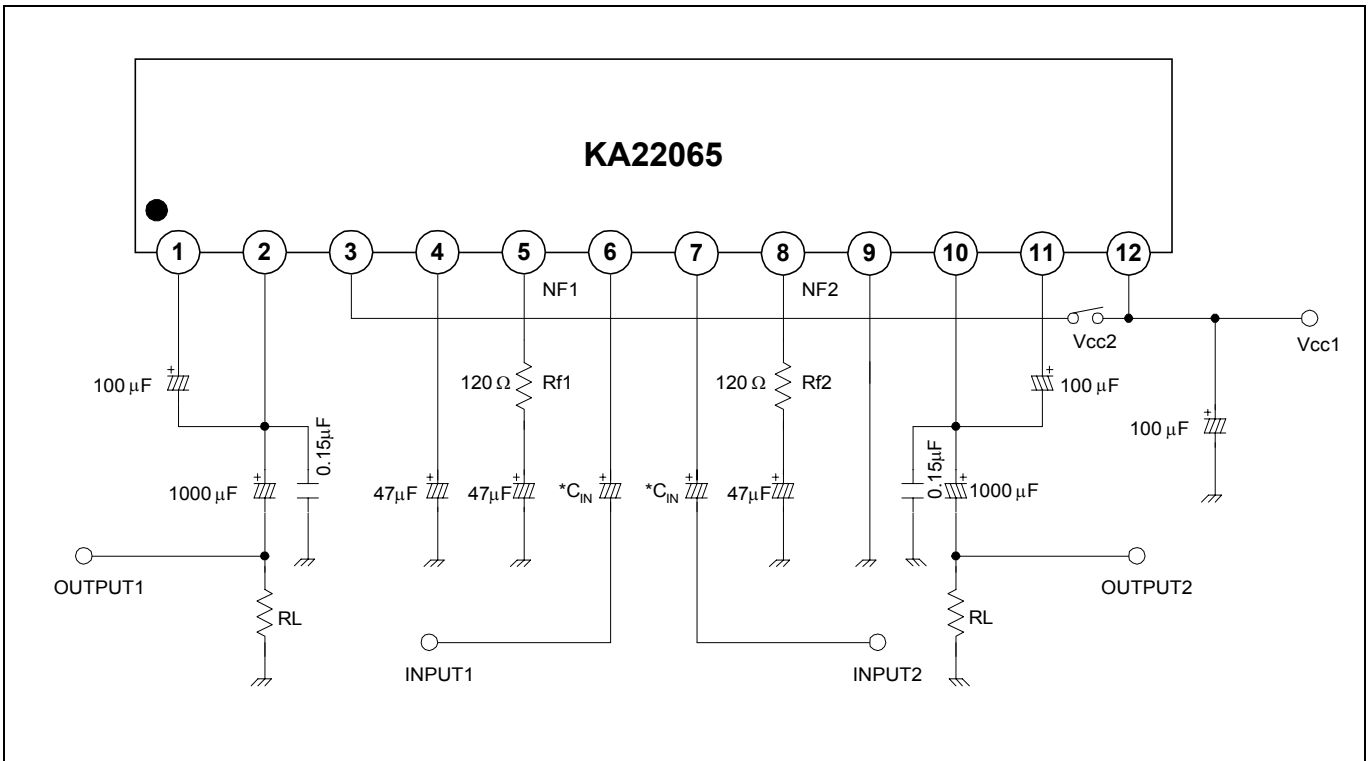 KA22065
1 2 3 4 5 6 7 8 9 10 11 12
NF1 NF2
Vcc2 Vcc1
100 μF 120 Ω Rf1 120 Ω Rf2 100 μF
100 μF
0.15μF 0.15μF
1000 μF 47μF 47μF *CIN *CIN 47μF 1000 μF
OUTPUT1 OUTPUT2
RL RL
INPUT1 INPUT2